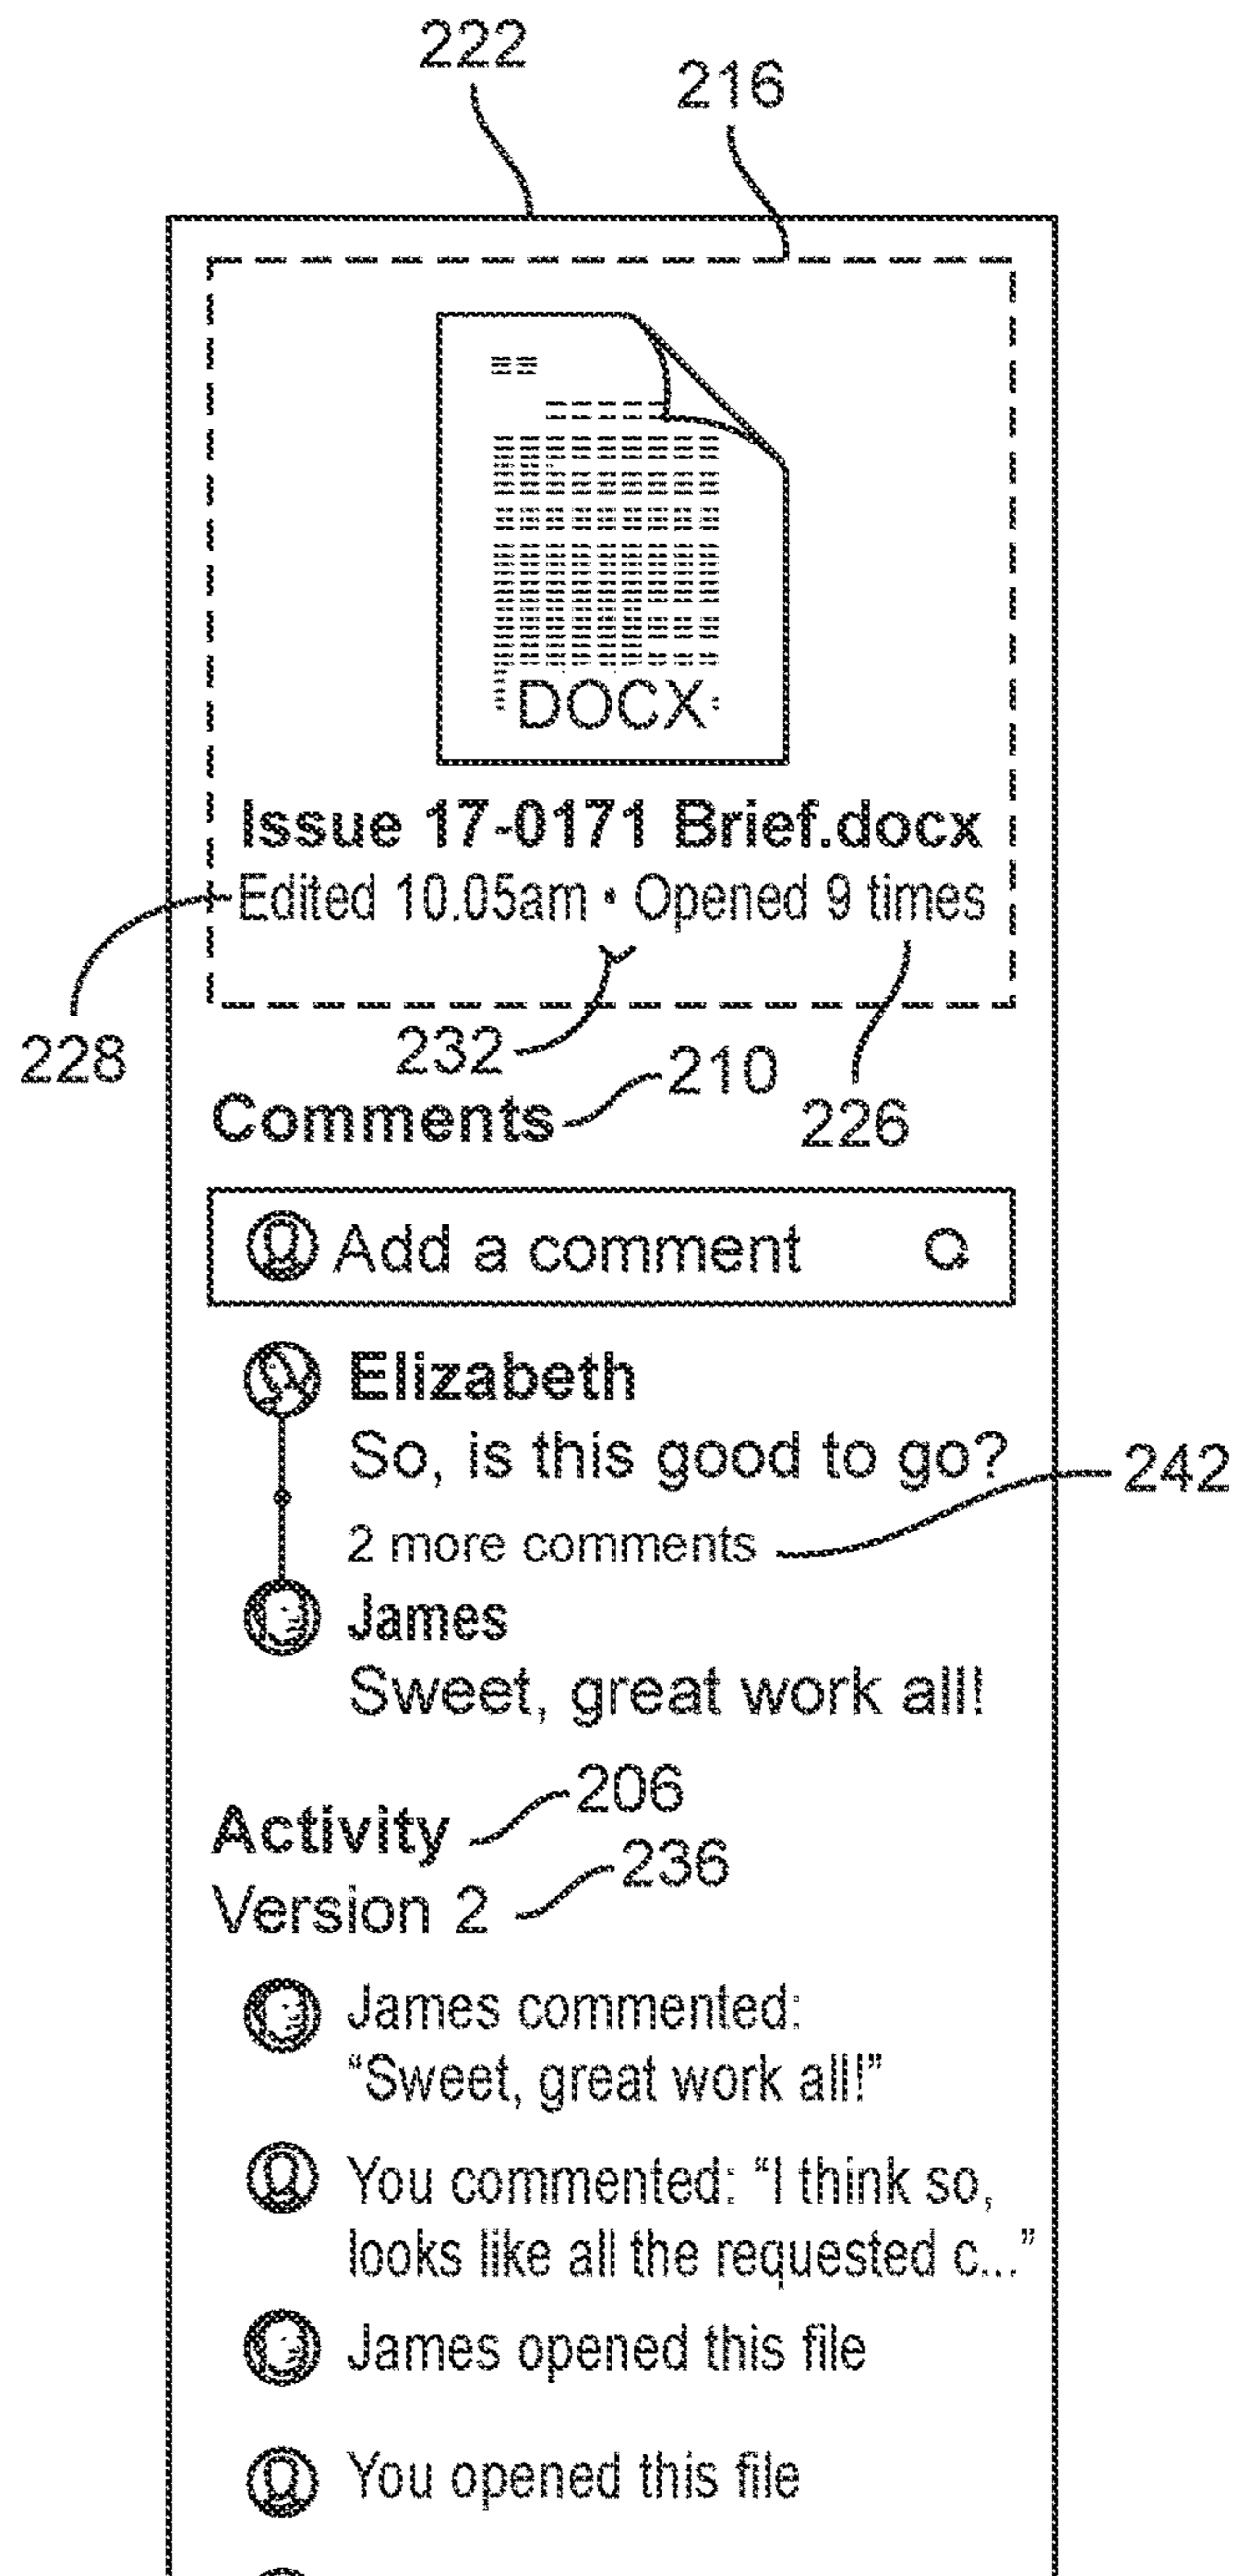 222
216
DOCX
Issue 17-0171 Brief.docx
Edited 10.05am • Opened 9 times
228
232
210
226
Comments
Add a comment
Elizabeth
So, is this good to go?
242
2 more comments
James
Sweet, great work all!
206
Activity
236
Version 2
James commented:
“Sweet, great work all!”
You commented: “I think so,
looks like all the requested c...”
James opened this file
You opened this file